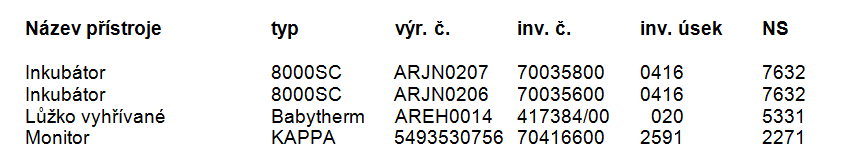 Název přístroje typ výr. č. inv. č. inv. úsek NS
Inkubátor 8000SC ARJN0207 70035800 0416 7632
Inkubátor 8000SC ARJN0206 70035600 0416 7632
Lůžko vyhřívané Babytherm AREH0014 417384/00 020 5331
Monitor KAPPA 5493530756 70416600 2591 2271